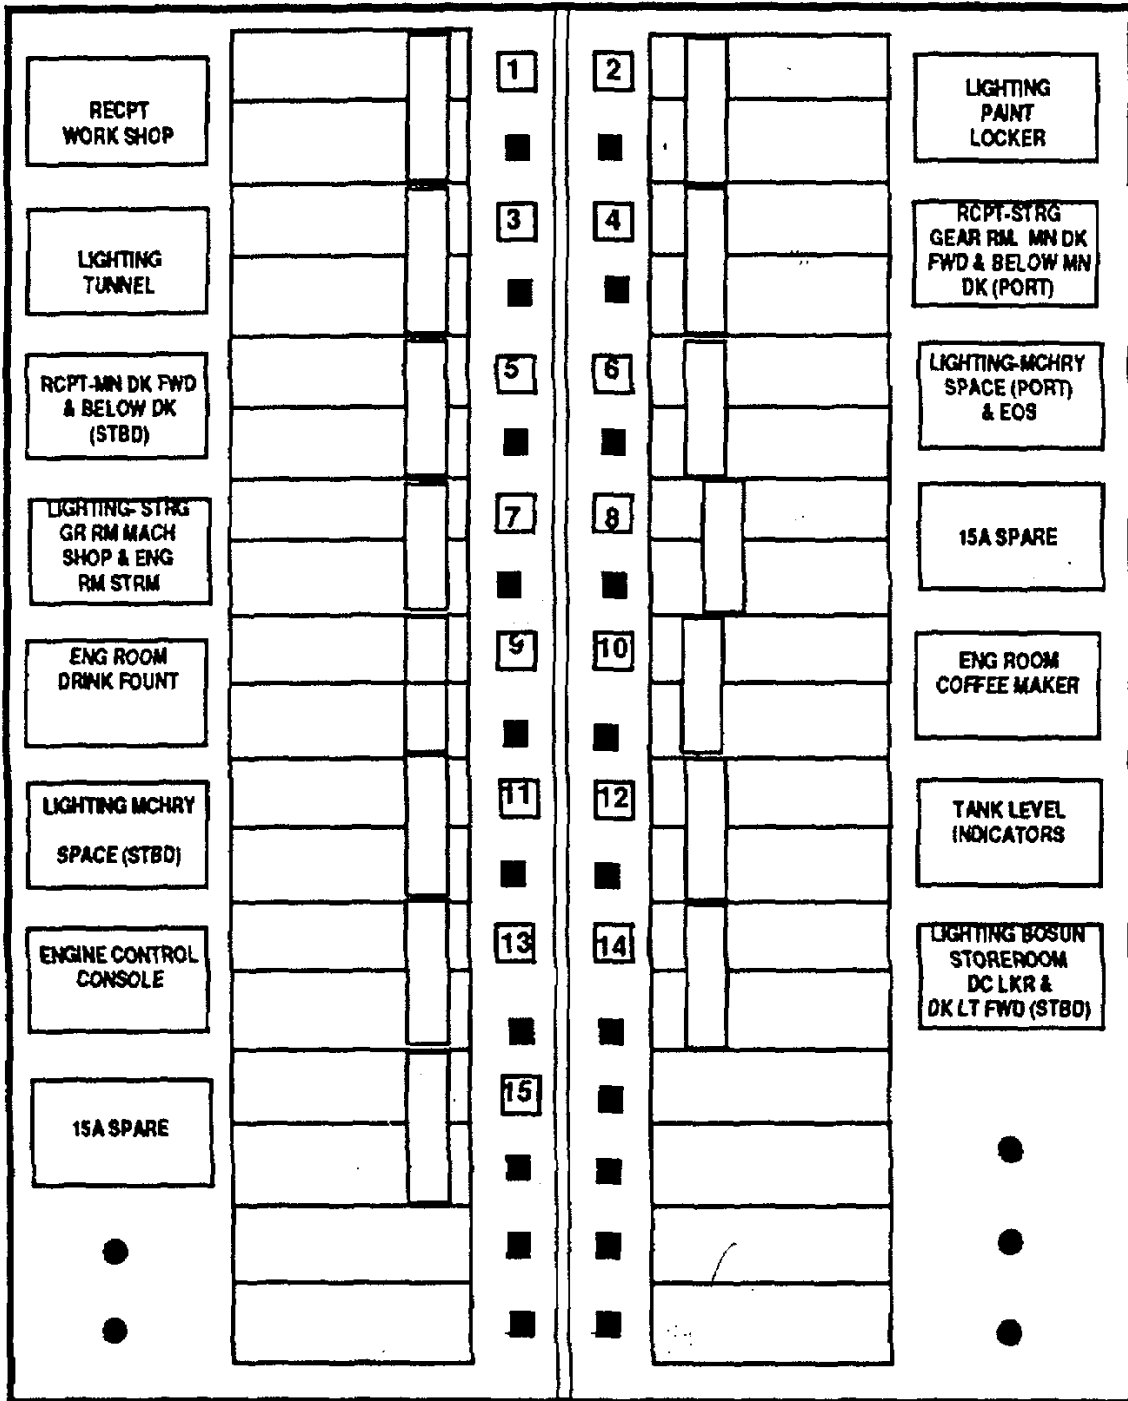 RECPT
WORK SHOP
1
2
LIGHTING
PAINT
LOCKER
LIGHTING
TUNNEL
3
4
RCPT-STRG
GEAR RM. MN DK
FWD & BELOW MN
DK (PORT)
RCPT-MN DK FWD
& BELOW DK
(STBD)
5
6
LIGHTING-MCHRY
SPACE (PORT)
& EOS
LIGHTING- STRG
GR RM MACH
SHOP & ENG
RM STRM
7
8
15A SPARE
ENG ROOM
DRINK FOUNT
9
10
ENG ROOM
COFFEE MAKER
LIGHTING MCHRY
SPACE (STBD)
11
12
TANK LEVEL
INDICATORS
ENGINE CONTROL
CONSOLE
13
14
LIGHTING BOSUN
STOREROOM
DC LKR &
DK LT FWD (STBD)
15A SPARE
15